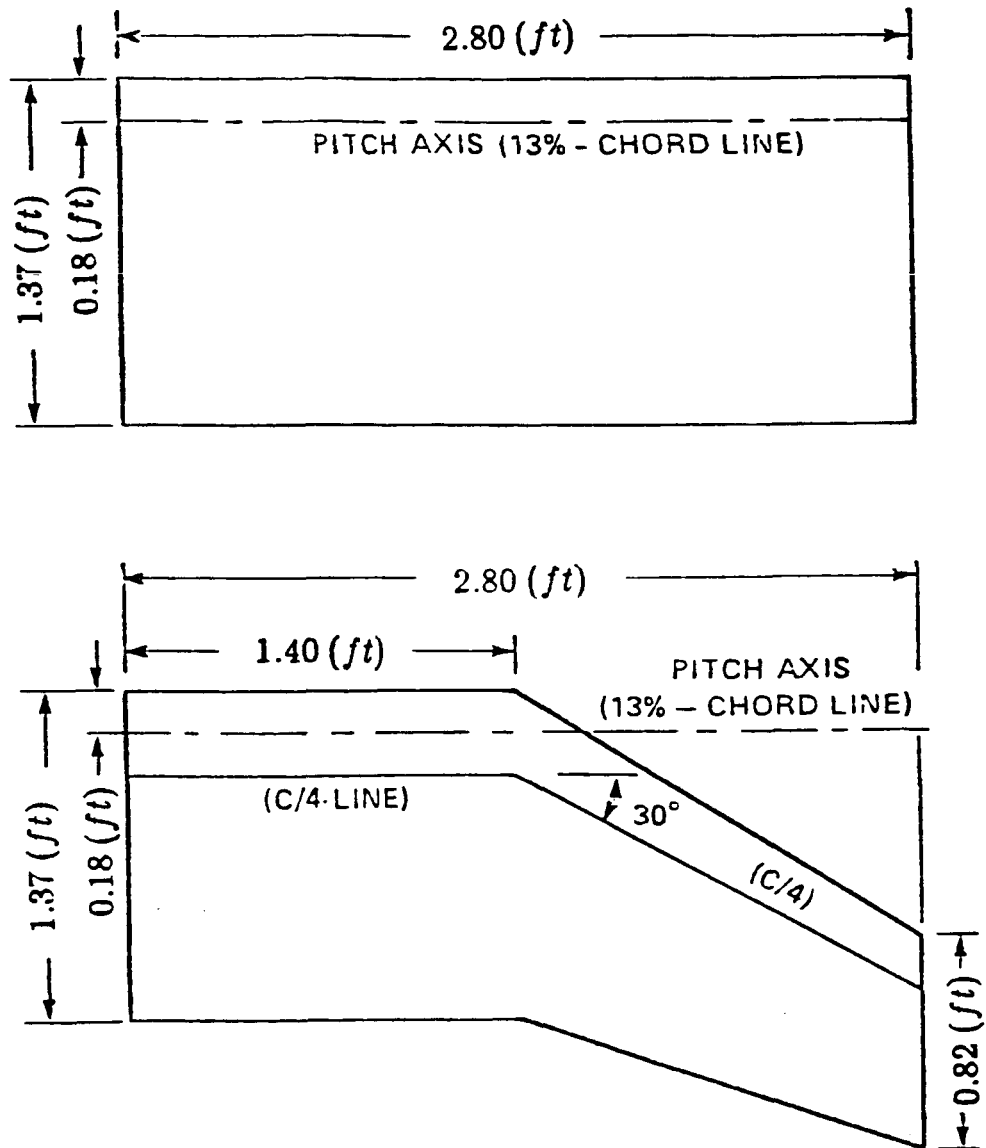 2.80 (ft)
PITCH AXIS (13% - CHORD LINE)
1.37 (ft)
0.18 (ft)
2.80 (ft)
1.40 (ft)
PITCH AXIS
(13% - CHORD LINE)
(C/4 LINE)
30°
(C/4)
1.37 (ft)
0.18 (ft)
0.82 (ft)